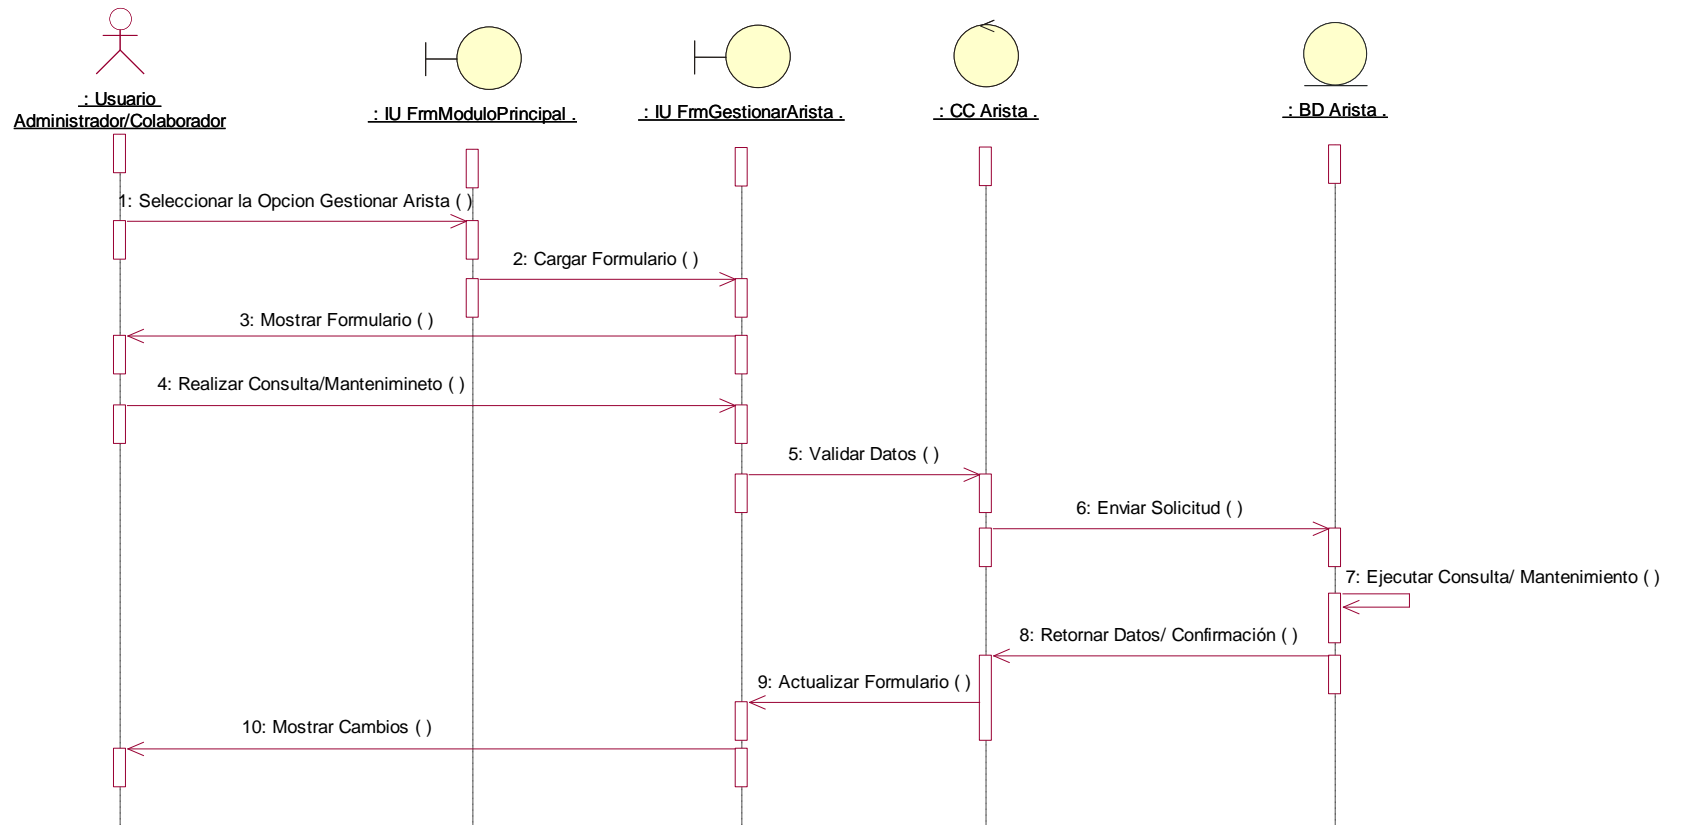 : Usuario
Administrador/Colaborador
: IU FrmModuloPrincipal .
: IU FrmGestionarArista .
: CC Arista .
: BD Arista .
1: Seleccionar la Opcion Gestionar Arista ( )
2: Cargar Formulario ( )
3: Mostrar Formulario ( )
4: Realizar Consulta/Mantenimineto ( )
5: Validar Datos ( )
6: Enviar Solicitud ( )
7: Ejecutar Consulta/ Mantenimiento ( )
8: Retornar Datos/ Confirmación ( )
9: Actualizar Formulario ( )
10: Mostrar Cambios ( )